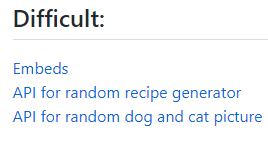 Difficult:
Embeds
API for random recipe generator
API for random dog and cat picture